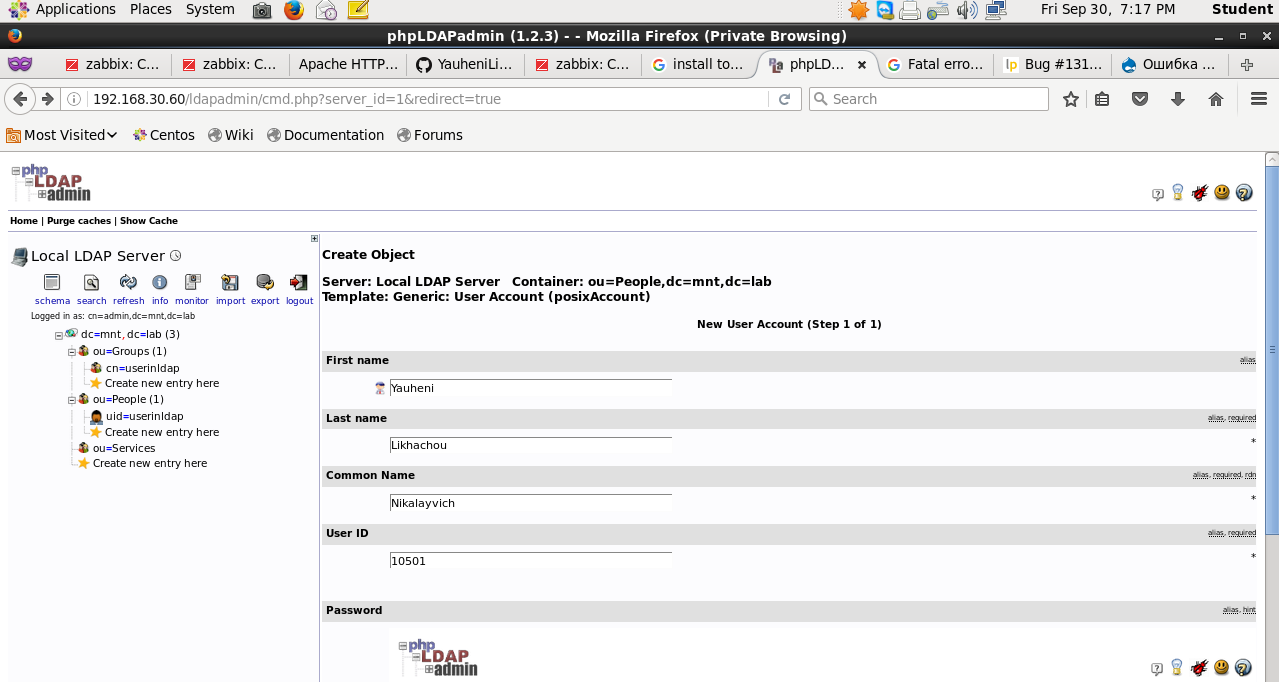 Applications Places System Fri Sep 30, 7:17 PM Student
phpLDAPadmin (1.2.3) - - Mozilla Firefox (Private Browsing)
zabbix: C... zabbix: C... Apache HTTP... YauheniLi... zabbix: C... install to... phpLD... Fatal erro... Bug #131... Ошибка ...
192.168.30.60/ldapadmin/cmd.php?server_id=1&redirect=true Search
Most Visited Centos Wiki Documentation Forums
php
LDAP
admin
Home | Purge caches | Show Cache
Local LDAP Server
schema search refresh info monitor import export logout
Logged in as: cn=admin,dc=mnt,dc=lab
dc=mnt, dc=lab (3)
ou=Groups (1)
cn=userinldap
Create new entry here
ou=People (1)
uid=userinldap
Create new entry here
ou=Services
Create new entry here
Create Object
Server: Local LDAP Server Container: ou=People,dc=mnt,dc=lab
Template: Generic: User Account (posixAccount)
New User Account (Step 1 of 1)
First name alias
Yauheni
Last name alias, required
Likhachou *
Common Name alias, required, rdn
Nikalayvich *
User ID alias, required
10501 *
Password alias, hint
php
LDAP
admin